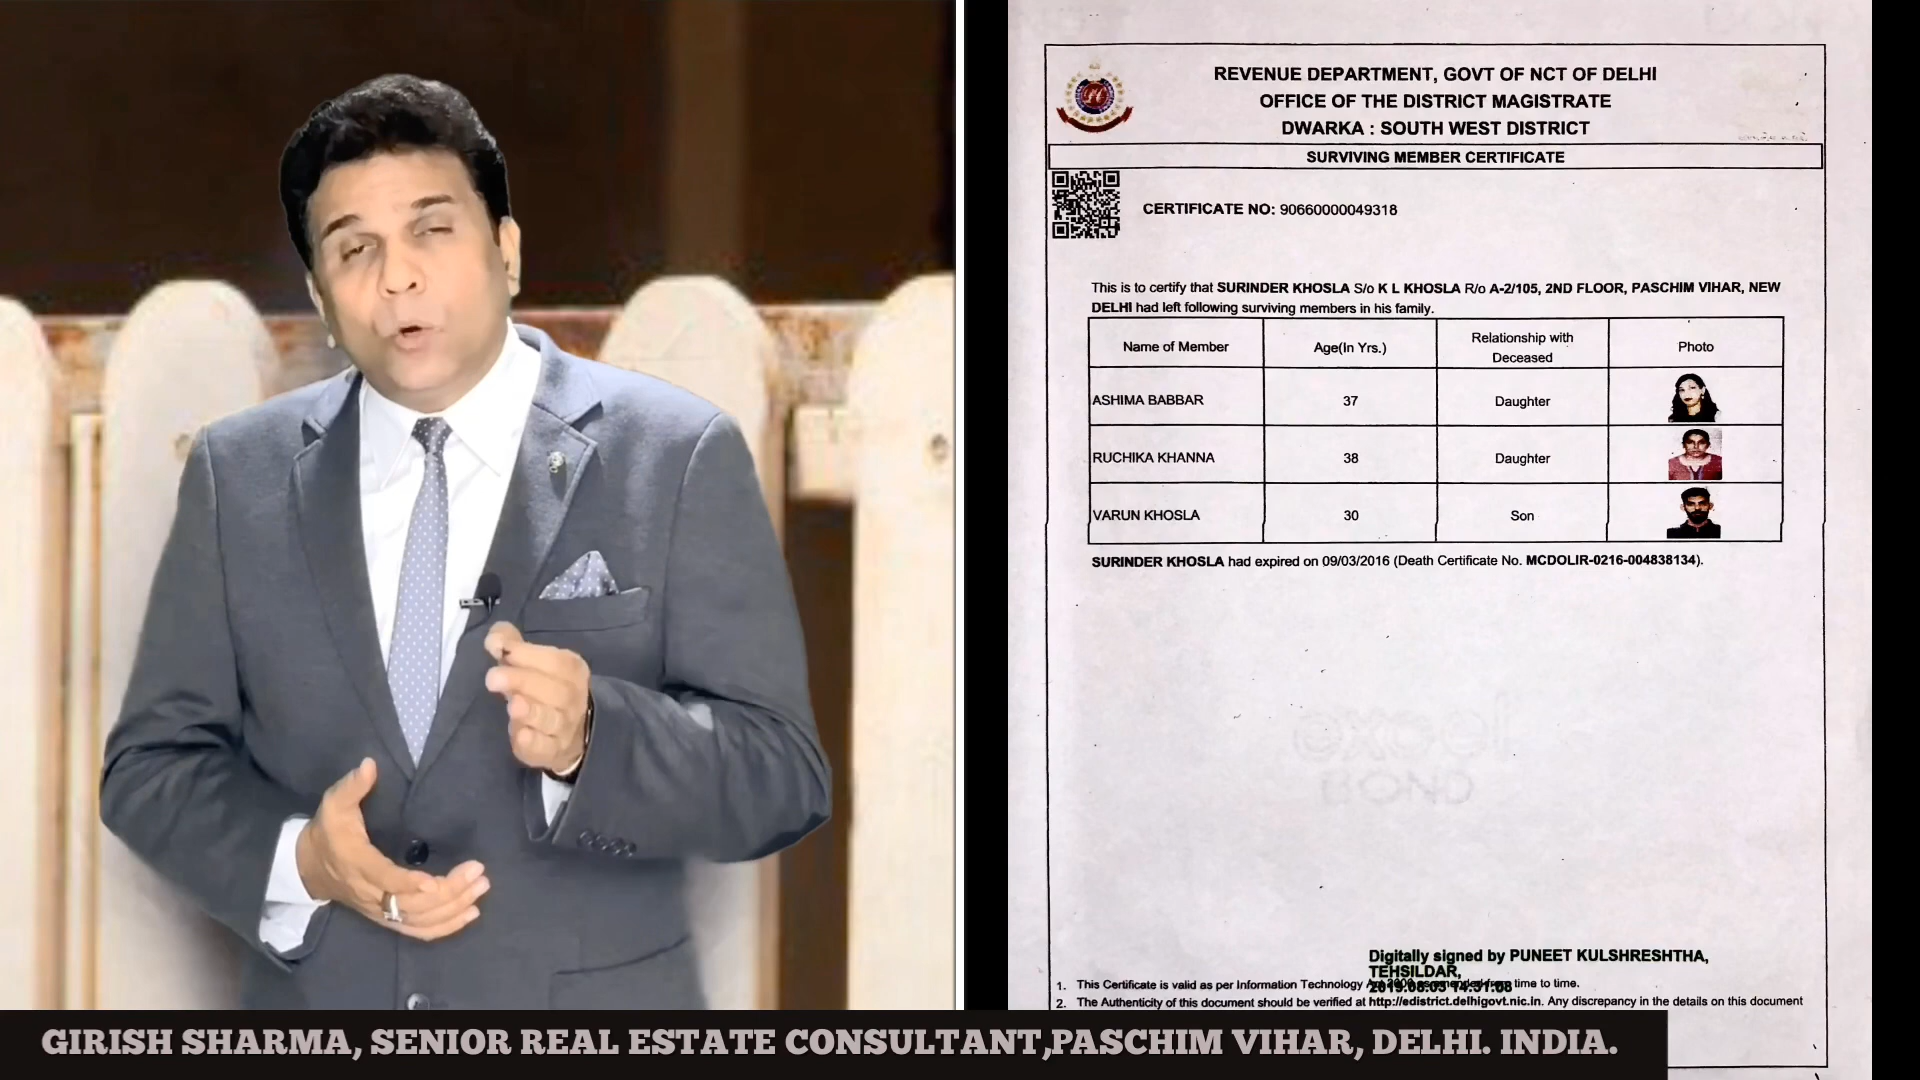 REVENUE DEPARTMENT, GOVT OF NCT OF DELHI
OFFICE OF THE DISTRICT MAGISTRATE
DWARKA : SOUTH WEST DISTRICT
SURVIVING MEMBER CERTIFICATE
CERTIFICATE NO: 90660000049318
This is to certify that SURINDER KHOSLA S/o K L KHOSLA R/o A-2/105, 2ND FLOOR, PASCHIM VIHAR, NEW
DELHI had left following surviving members in his family.
Name of Member Age(In Yrs.) Relationship with Deceased Photo
ASHIMA BABBAR 37 Daughter
RUCHIKA KHANNA 38 Daughter
VARUN KHOSLA 30 Son
SURINDER KHOSLA had expired on 09/03/2016 (Death Certificate No. MCDOLIR-0216-004838134).
Digitally signed by PUNEET KULSHRESHTHA,
TEHSILDAR,
2019.08.05 14:51:08
1. This Certificate is valid as per Information Technology time to time.
2. The Authenticity of this document should be verified at http://edistrict.delhigovt.nic.in. Any discrepancy in the details on this document
GIRISH SHARMA, SENIOR REAL ESTATE CONSULTANT,PASCHIM VIHAR, DELHI. INDIA.